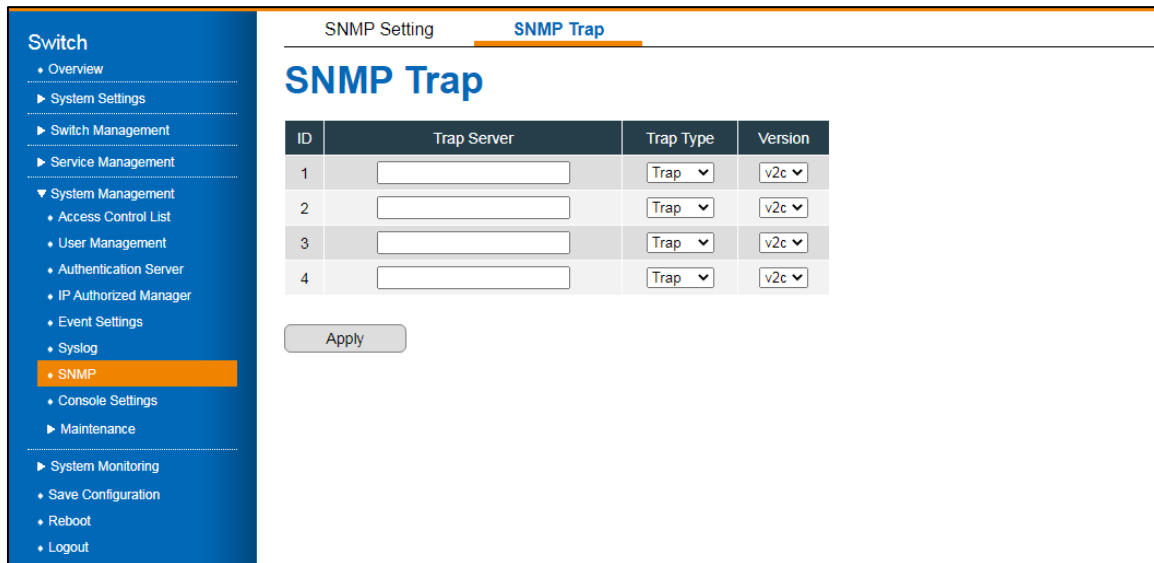 Switch
Overview
System Settings
Switch Management
Service Management
System Management
Access Control List
User Management
Authentication Server
IP Authorized Manager
Event Settings
Syslog
SNMP
Console Settings
Maintenance
System Monitoring
Save Configuration
Reboot
Logout
SNMP Setting SNMP Trap
SNMP Trap
ID Trap Server Trap Type Version
1 Trap v2c
2 Trap v2c
3 Trap v2c
4 Trap v2c
Apply